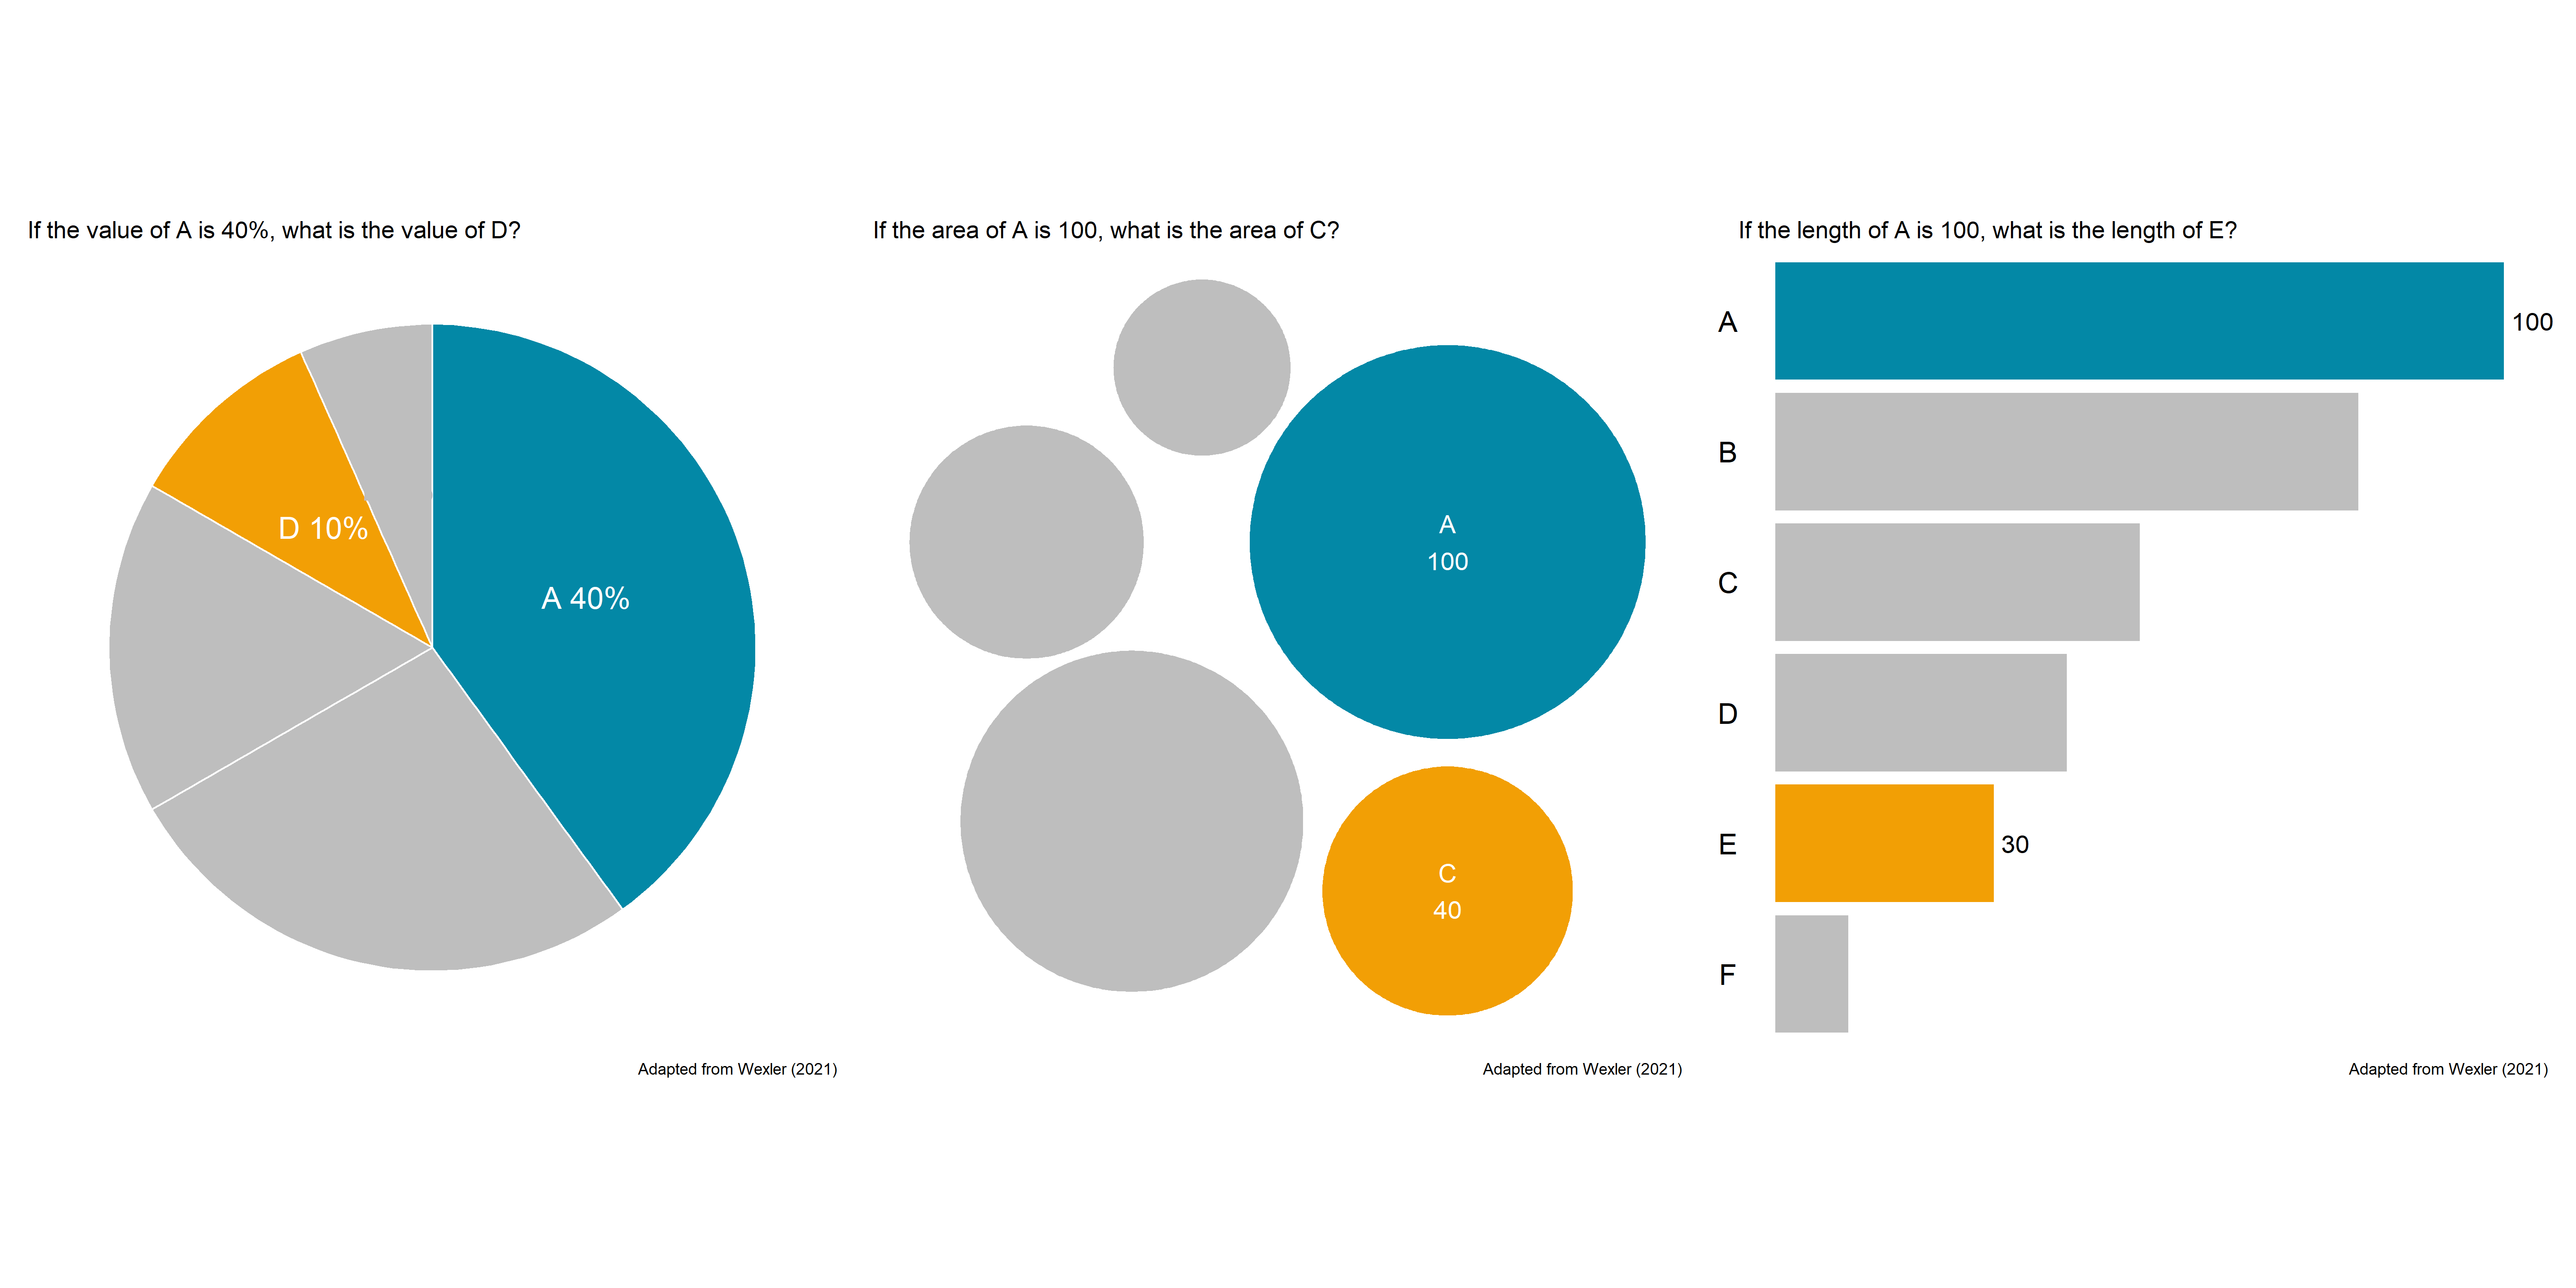 If the value of A is 40%, what is the value of D?
D 10%
A 40%
Adapted from Wexler (2021)
If the area of A is 100, what is the area of C?
A
100
C
40
Adapted from Wexler (2021)
If the length of A is 100, what is the length of E?
A
100
B
C
D
E
30
F
Adapted from Wexler (2021)